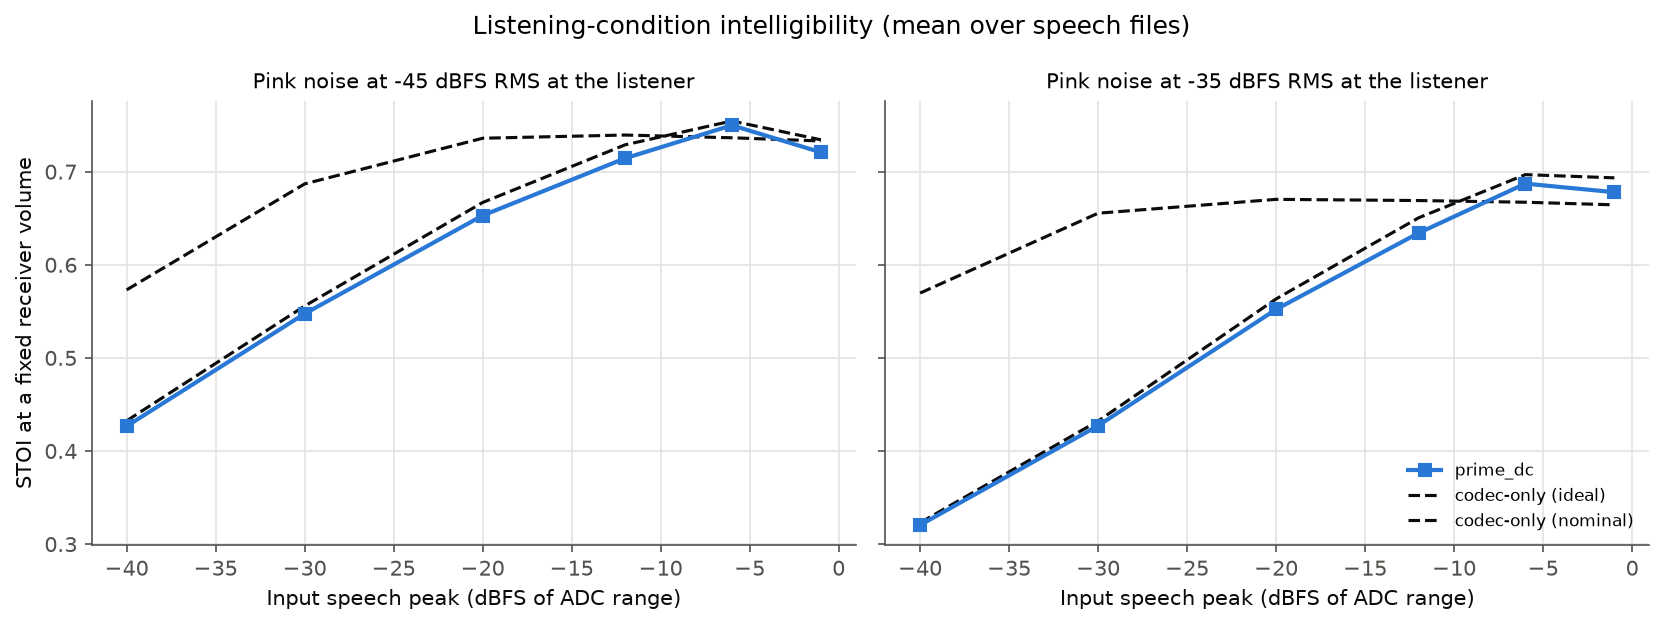 Listening-condition intelligibility (mean over speech files)
Pink noise at -45 dBFS RMS at the listener
STOI at a fixed receiver volume
0.7
0.6
0.5
0.4
0.3
−40
−35
−30
−25
−20
−15
−10
−5
0
Input speech peak (dBFS of ADC range)
Pink noise at -35 dBFS RMS at the listener
prime_dc
codec-only (ideal)
codec-only (nominal)
−40
−35
−30
−25
−20
−15
−10
−5
0
Input speech peak (dBFS of ADC range)